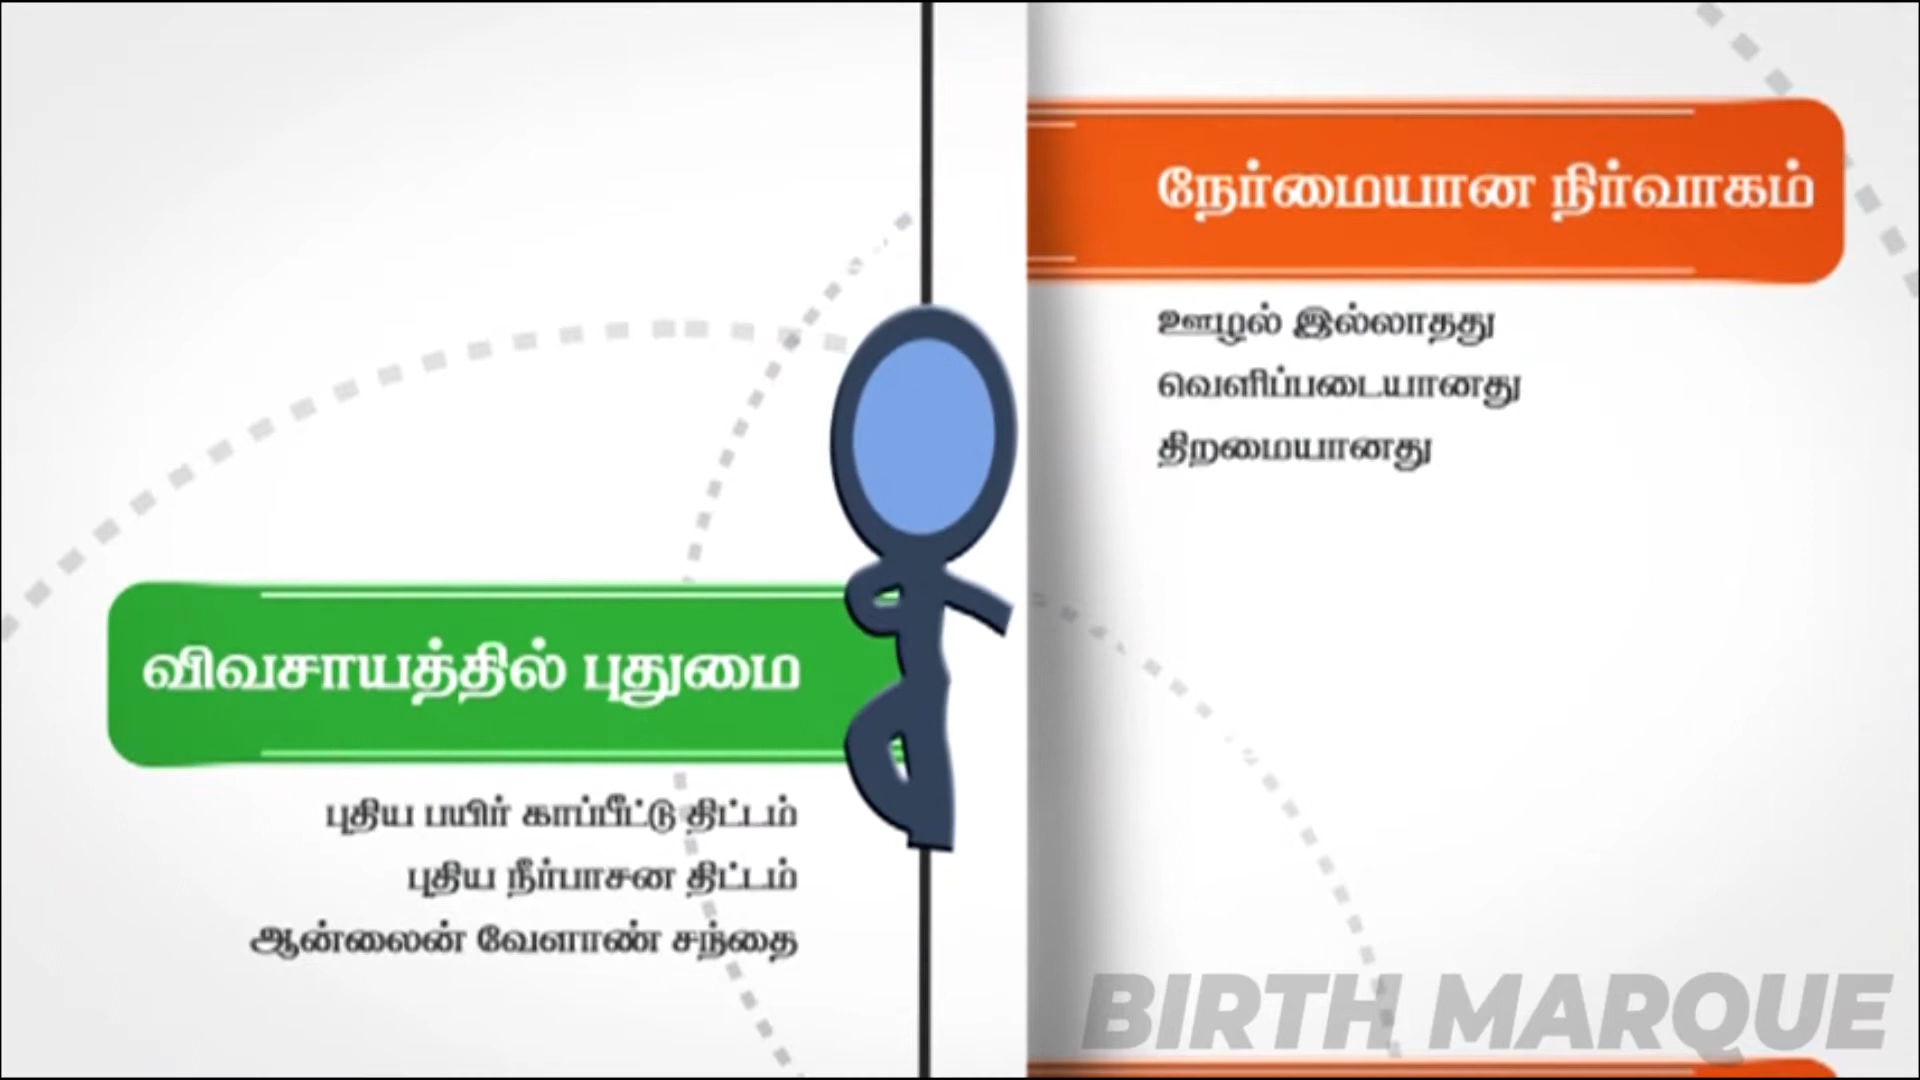 நேர்மையான நிர்வாகம்
ஊழல் இல்லாதது
வெளிப்படையானது
திறமையானது
விவசாயத்தில் புதுமை
புதிய பயிர் காப்பீட்டு திட்டம்
புதிய நீர்பாசன திட்டம்
ஆன்லைன் வேளாண் சந்தை
BIRTH MARQUE